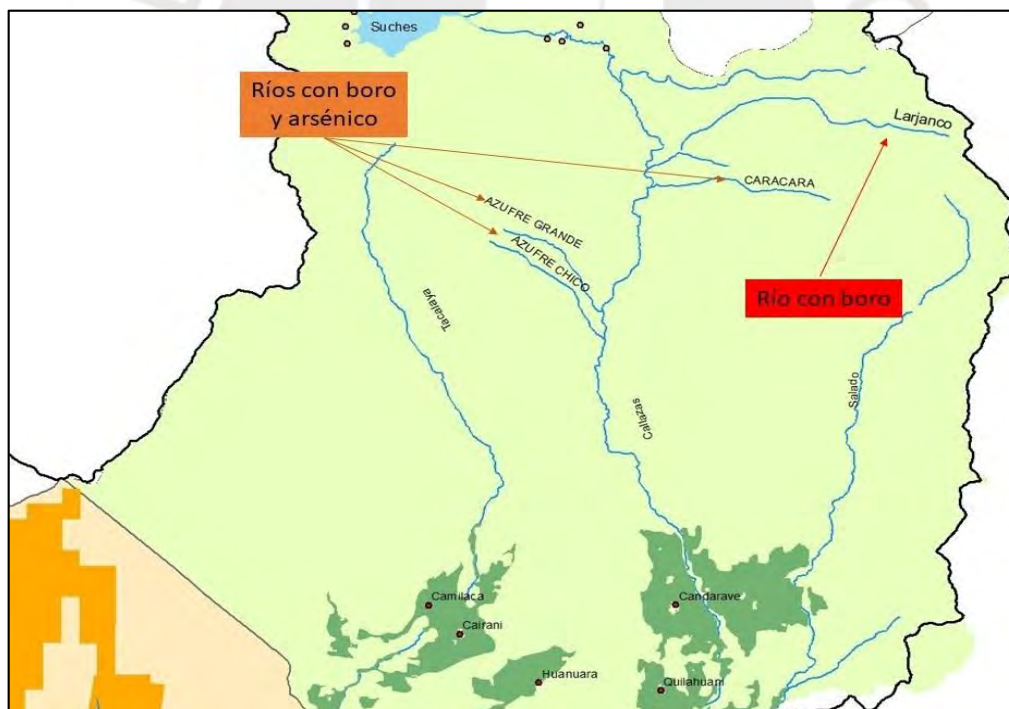 Suches
Ríos con boro
y arsénico
Larjanco
CARACARA
AZUFRE GRANDE
AZUFRE CHICO
Río con boro
Tacalaya
Callazas
Salado
Camilaca
Candarave
Cairani
Huanuara
Quilahuani